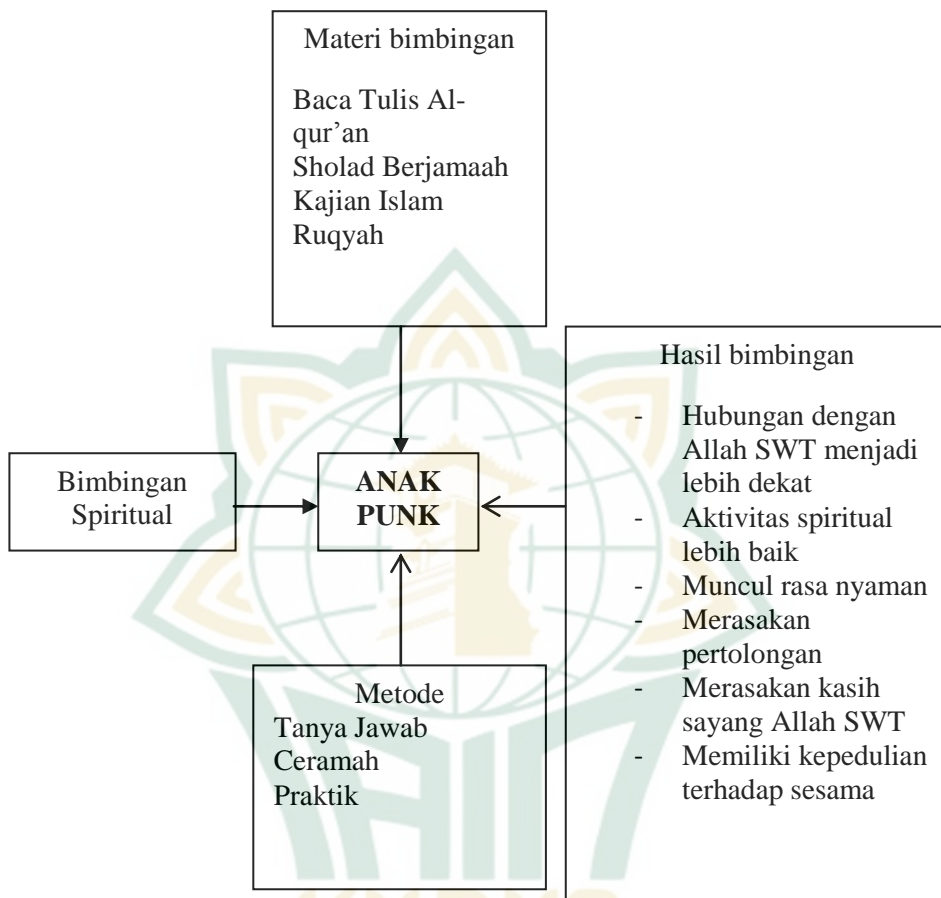 Materi bimbingan
Baca Tulis Al-
qur’an
Sholad Berjamaah
Kajian Islam
Ruqyah
Bimbingan
Spiritual
ANAK
PUNK
Hasil bimbingan
- Hubungan dengan
Allah SWT menjadi
lebih dekat
- Aktivitas spiritual
lebih baik
- Muncul rasa nyaman
- Merasakan
pertolongan
- Merasakan kasih
sayang Allah SWT
- Memiliki kepedulian
terhadap sesama
Metode
Tanya Jawab
Ceramah
Praktik